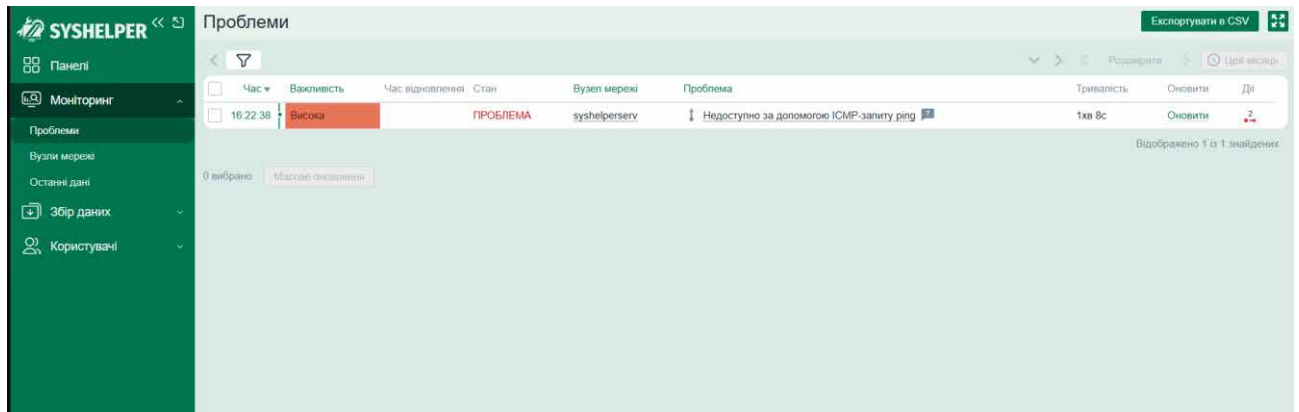 SYSHELPER
Панелі
Моніторинг
Проблеми
Вузли мережі
Останні дані
Збір даних
Користувачі
Проблеми
Експортувати в CSV
Розширити Цей місяць
Час Важливість Час відновлення Стан Вузел мережі Проблема Тривалість Оновити Дії
16:22:38 Висока ПРОБЛЕМА syshelperserv Недоступно за допомогою ICMP-запиту ping ? 1хв 8с Оновити 2
Відображено 1 із 1 знайдених
0 вибрано Масове оновлення